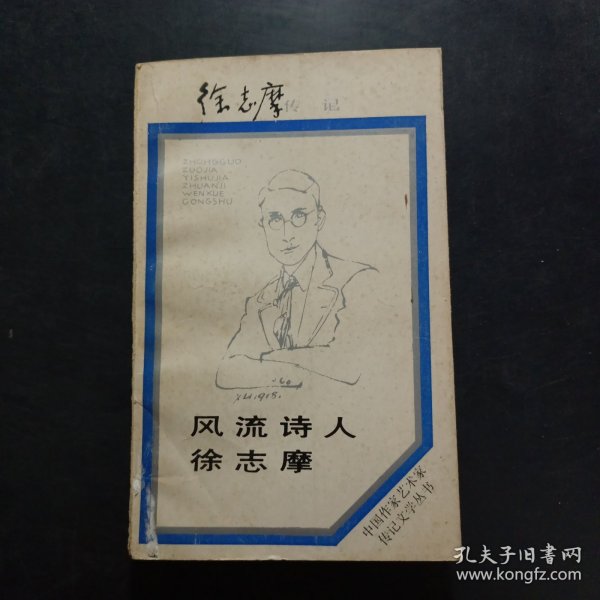 徐志摩传记
ZHONGGUO
ZUOJIA
YISHUJIA
ZHUANJI
WENXUE
CONGSHU
风流诗人
徐志摩
中国作家艺术家
传记文学丛书
孔夫子旧书网
www.kongfz.com